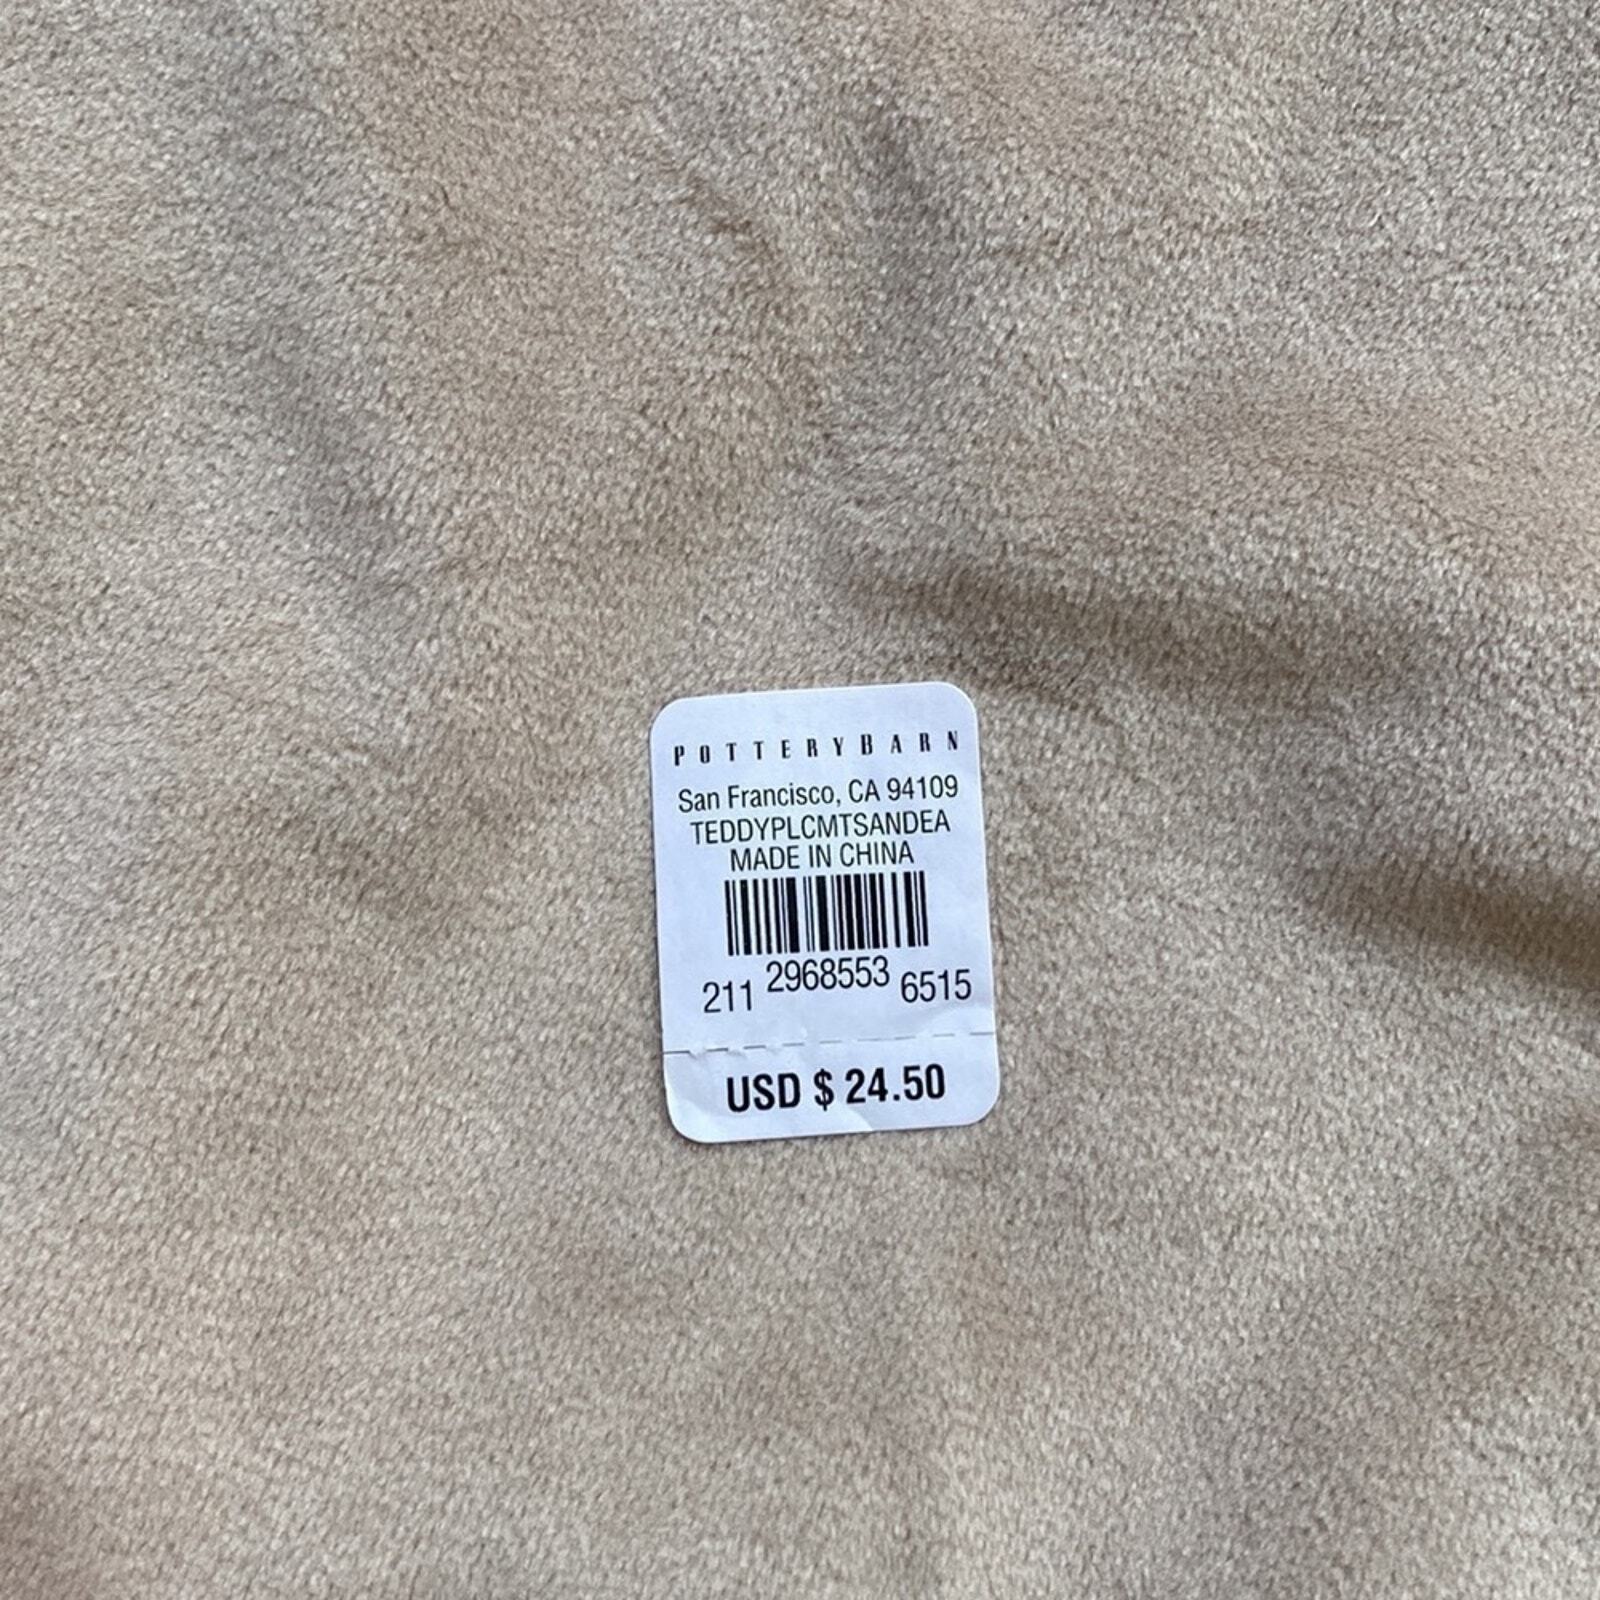 POTTERYBARN
San Francisco, CA 94109
TEDDYPLCMTSANDEA
MADE IN CHINA
211 2968553 6515
USD $ 24.50